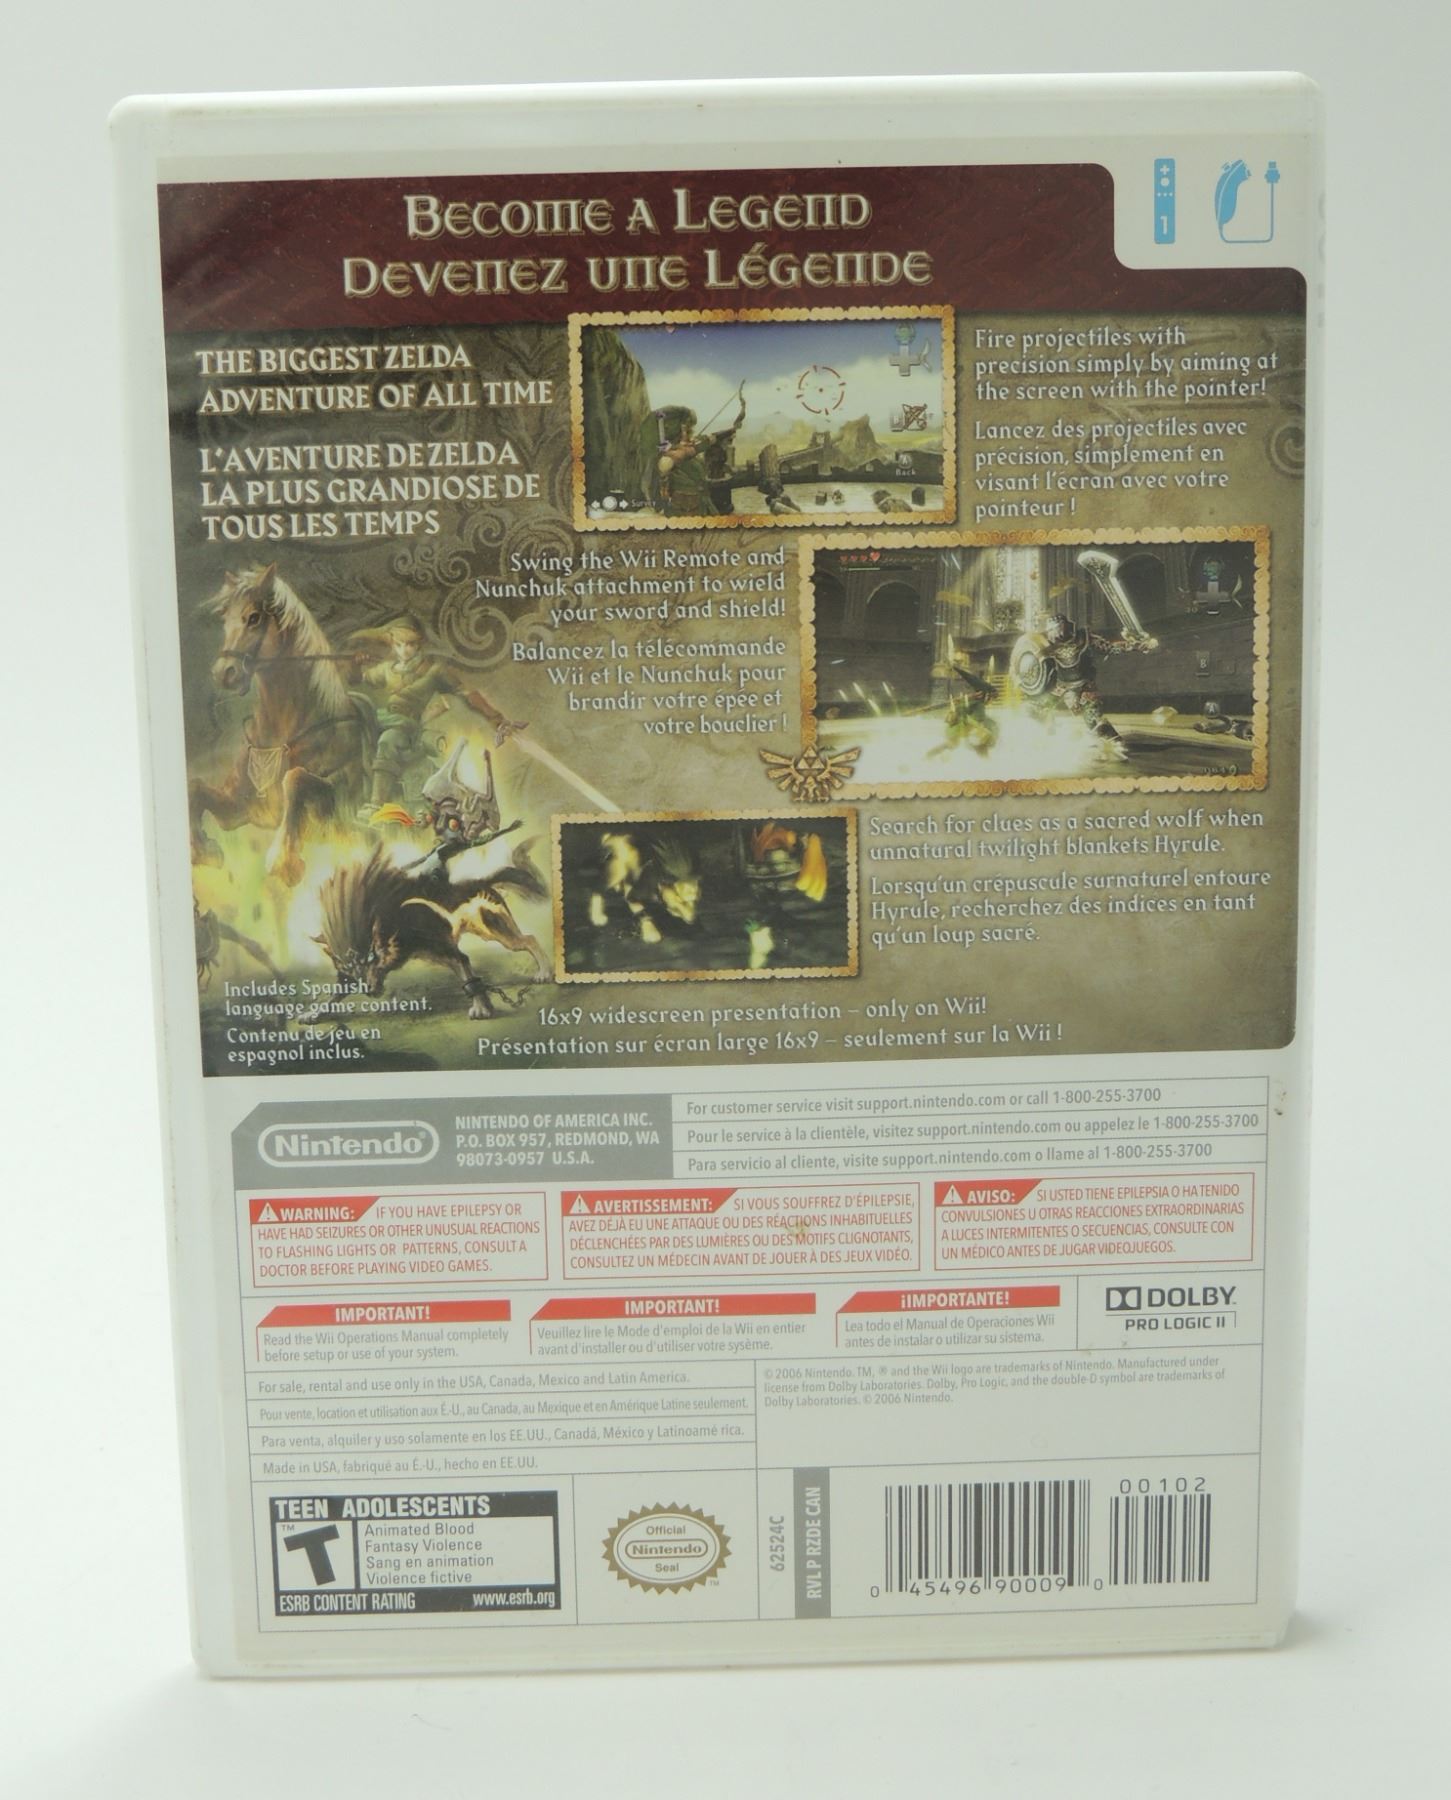 1
BECOME A LEGEND
DEVENEZ UNE LÉGENDE
THE BIGGEST ZELDA
ADVENTURE OF ALL TIME
L'AVENTURE DE ZELDA
LA PLUS GRANDIOSE DE
TOUS LES TEMPS
Back
Fire projectiles with
precision simply by aiming at
the screen with the pointer!
Lancez des projectiles avec
précision, simplement en
visant l'écran avec votre
pointeur !
Swing the Wii Remote and
Nunchuk attachment to wield
your sword and shield!
Balancez la télécommande
Wii et le Nunchuk pour
brandir votre épée et
votre bouclier !
B
Search for clues as a sacred wolf when
unnatural twilight blankets Hyrule.
Lorsqu'un crépuscule surnaturel entoure
Hyrule, recherchez des indices en tant
qu'un loup sacré.
Includes Spanish
language game content.
Contenu de jeu en
espagnol inclus.
16x9 widescreen presentation – only on Wii!
Présentation sur écran large 16x9 – seulement sur la Wii !
Nintendo®
NINTENDO OF AMERICA INC.
P.O. BOX 957, REDMOND, WA
98073-0957 U.S.A.
For customer service visit support.nintendo.com or call 1-800-255-3700
Pour le service à la clientèle, visitez support.nintendo.com ou appelez le 1-800-255-3700
Para servicio al cliente, visite support.nintendo.com o llame al 1-800-255-3700
WARNING: IF YOU HAVE EPILEPSY OR
HAVE HAD SEIZURES OR OTHER UNUSUAL REACTIONS
TO FLASHING LIGHTS OR PATTERNS, CONSULT A
DOCTOR BEFORE PLAYING VIDEO GAMES.
AVERTISSEMENT: SI VOUS SOUFFREZ D'ÉPILEPSIE,
AVEZ DÉJÀ EU UNE ATTAQUE OU DES RÉACTIONS INHABITUELLES
DÉCLENCHÉES PAR DES LUMIÈRES OU DES MOTIFS CLIGNOTANTS,
CONSULTEZ UN MÉDECIN AVANT DE JOUER À DES JEUX VIDÉO.
AVISO: SI USTED TIENE EPILEPSIA O HA TENIDO
CONVULSIONES U OTRAS REACCIONES EXTRAORDINARIAS
A LUCES INTERMITENTES O SECUENCIAS, CONSULTE CON
UN MÉDICO ANTES DE JUGAR VIDEOJUEGOS.
IMPORTANT!
Read the Wii Operations Manual completely
before setup or use of your system.
IMPORTANT!
Veuillez lire le Mode d'emploi de la Wii en entier
avant d'installer ou d'utiliser votre système.
¡IMPORTANTE!
Lea todo el Manual de Operaciones Wii
antes de instalar o utilizar su sistema.
DOLBY
PRO LOGIC II
For sale, rental and use only in the USA, Canada, Mexico and Latin America.
Pour vente, location et utilisation aux É.-U., au Canada, au Mexique et en Amérique Latine seulement.
Para venta, alquiler y uso solamente en los EE.UU., Canadá, México y Latinoamé rica.
Made in USA, fabriqué au É.-U., hecho en EE.UU.
© 2006 Nintendo. TM, ® and the Wii logo are trademarks of Nintendo. Manufactured under
license from Dolby Laboratories. Dolby, Pro Logic, and the double-D symbol are trademarks of
Dolby Laboratories. © 2006 Nintendo.
TEEN ADOLESCENTS
T™
Animated Blood
Fantasy Violence
Sang en animation
Violence fictive
ESRB CONTENT RATING www.esrb.org
Official
Nintendo
Seal
TM
62524C
RVL P RZDE CAN
00102
0 45496 90009 0